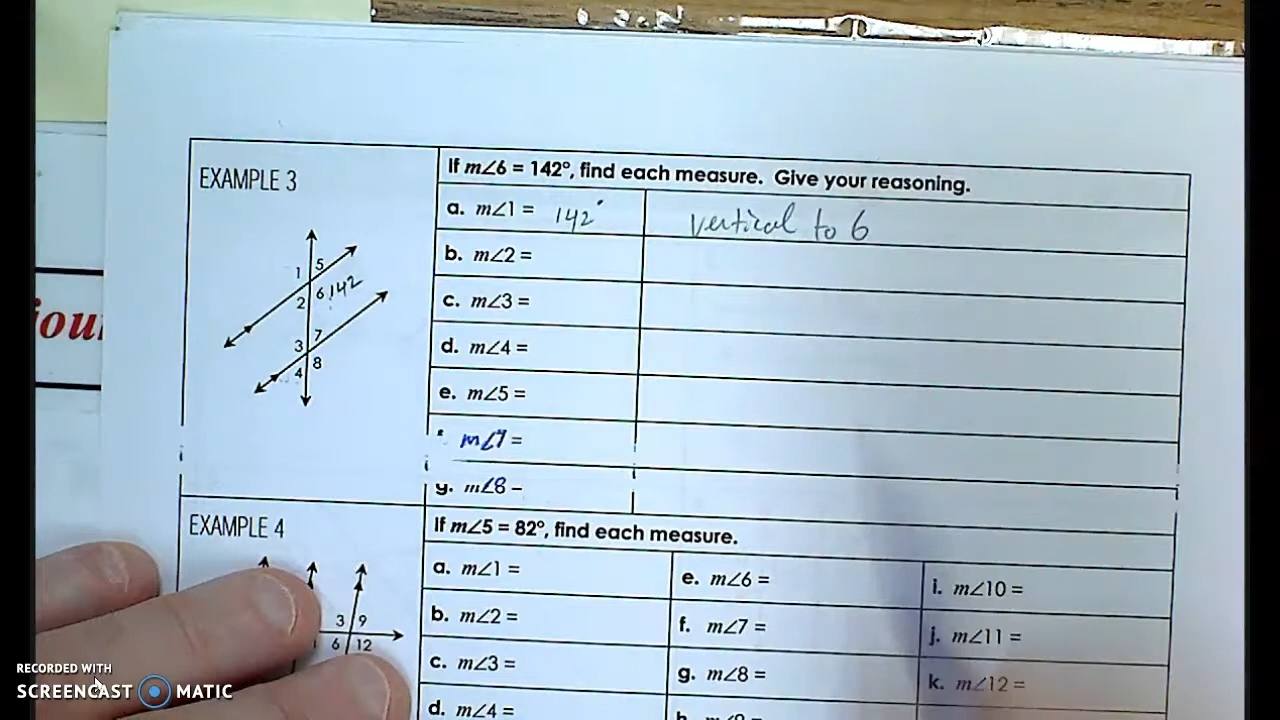 EXAMPLE 3
If m∠6 = 142°, find each measure. Give your reasoning.
a. m∠1 = 142° vertical to 6
b. m∠2 =
c. m∠3 =
d. m∠4 =
e. m∠5 =
m∠7 =
g. m∠8 =
1 5
2 6 142
3 7
4 8
EXAMPLE 4
If m∠5 = 82°, find each measure.
a. m∠1 =
b. m∠2 =
c. m∠3 =
d. m∠4 =
e. m∠6 =
f. m∠7 =
g. m∠8 =
i. m∠10 =
j. m∠11 =
k. m∠12 =
3 9
6 12
RECORDED WITH
SCREENCAST MATIC